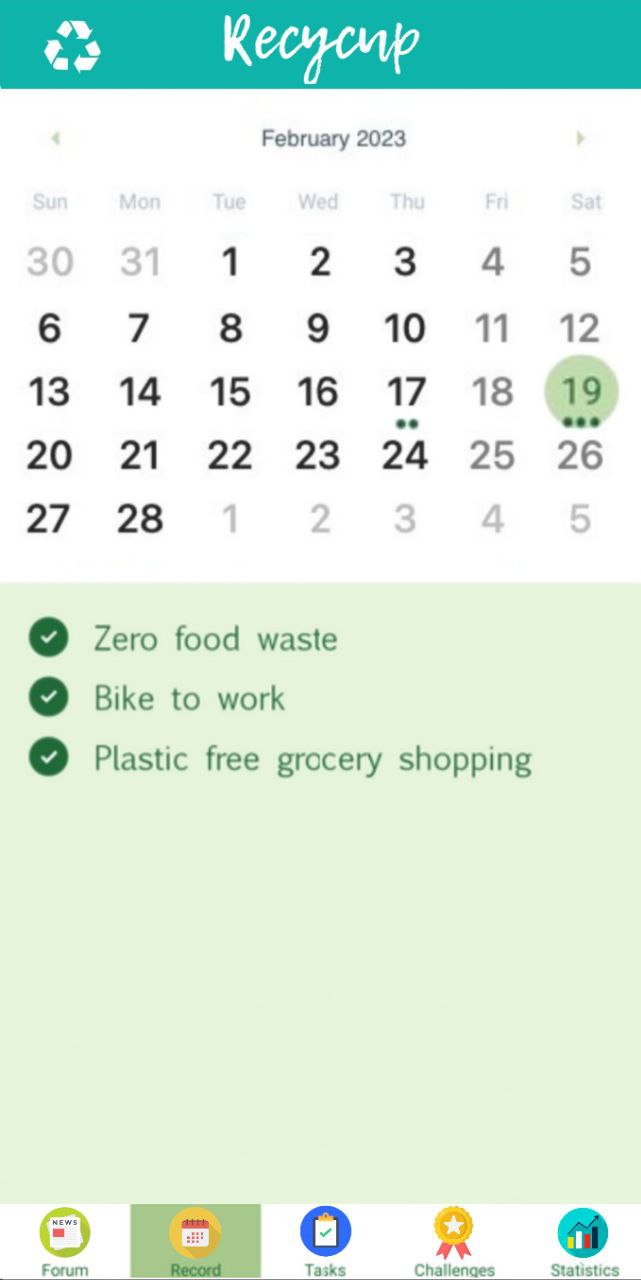 Recycup
February 2023
Sun Mon Tue Wed Thu Fri Sat
30 31 1 2 3 4 5
6 7 8 9 10 11 12
13 14 15 16 17 18 19
20 21 22 23 24 25 26
27 28 1 2 3 4 5
Zero food waste
Bike to work
Plastic free grocery shopping
NEWS
Forum Record Tasks Challenges Statistics